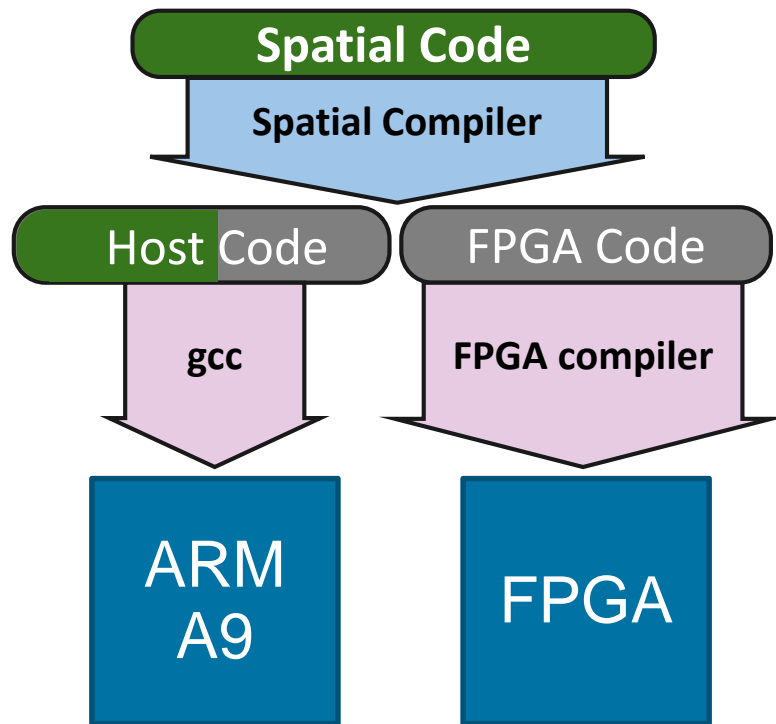 Spatial Code
Spatial Compiler
Host Code
FPGA Code
gcc
FPGA compiler
ARM
A9
FPGA